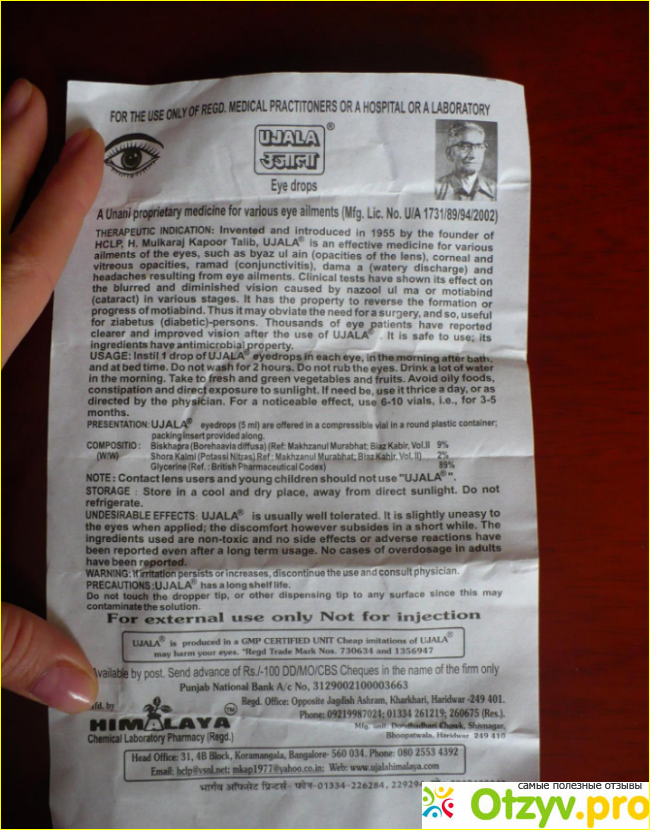 FOR THE USE ONLY OF REGD. MEDICAL PRACTITIONERS OR A HOSPITAL OR A LABORATORY
UJALA®
उजाला
Eye drops
A Unani proprietary medicine for various eye ailments (Mfg. Lic. No. U/A 1731/89/94/2002)
THERAPEUTIC INDICATION: Invented and introduced in 1955 by the founder of
HCLP, H. Mulkaraj Kapoor Talib, UJALA® is an effective medicine for various
ailments of the eyes, such as byaz ul ain (opacities of the lens), corneal and
vitreous opacities, ramad (conjunctivitis), dama a (watery discharge) and
headaches resulting from eye ailments. Clinical tests have shown its effect on
the blurred and diminished vision caused by nazool ul ma or motiabind
(cataract) in various stages. It has the property to reverse the formation or
progress of motiabind. Thus it may obviate the need for a surgery, and so, useful
for ziabetus (diabetic)-persons. Thousands of eye patients have reported
clearer and improved vision after the use of UJALA®. It is safe to use; its
ingredients have antimicrobial property.
USAGE: Instil 1 drop of UJALA® eyedrops in each eye, in the morning after bath,
and at bed time. Do not wash for 2 hours. Do not rub the eyes. Drink a lot of water
in the morning. Take to fresh and green vegetables and fruits. Avoid oily foods,
constipation and direct exposure to sunlight. If need be, use it thrice a day, or as
directed by the physician. For a noticeable effect, use 6-10 vials, i.e., for 3-5
months.
PRESENTATION: UJALA® eyedrops (5 ml) are offered in a compressible vial in a round plastic container;
packing insert provided along.
COMPOSITIO: Biskhapra (Borehaavia diffusa) (Ref: Makhzanul Murabhat; Biaz Kabir, Vol.II 9%
(W/W) Shora Kalmi (Potassi Nitras) Ref: Makhzanul Murabhat; Biaz Kabir, Vol. II). 2%
Glycerine (Ref.: British Pharmaceutical Codex) 89%
NOTE: Contact lens users and young children should not use "UJALA®".
STORAGE : Store in a cool and dry place, away from direct sunlight. Do not
refrigerate.
UNDESIRABLE EFFECTS: UJALA® is usually well tolerated. It is slightly uneasy to
the eyes when applied; the discomfort however subsides in a short while. The
ingredients used are non-toxic and no side effects or adverse reactions have
been reported even after a long term usage. No cases of overdosage in adults
have been reported.
WARNING: If irritation persists or increases, discontinue the use and consult physician.
PRECAUTIONS: UJALA® has a long shelf life.
Do not touch the dropper tip, or other dispensing tip to any surface since this may
contaminate the solution.
For external use only Not for injection
UJALA® is produced in a GMP CERTIFIED UNIT Cheap imitations of UJALA®
may harm your eyes. *Regd Trade Mark Nos. 730634 and 1356947
Available by post. Send advance of Rs./-100 DD/MO/CBS Cheques in the name of the firm only
Punjab National Bank A/c No, 3129002100003663
Mfd. by
HIMALAYA™
Chemical Laboratory Pharmacy (Regd.)
Regd. Office: Opposite Jagdish Ashram, Kharkhari, Haridwar -249 401.
Phone: 09219987024; 01334 261219; 260675 (Res.).
Mfg. unit Dundhadhari Chowk, Shivnagar,
Bhoopatwala, Haridwar 249 410
Head Office: 31, 4B Block, Koramangala, Bangalore- 560 034. Phone: 080 2553 4392
Email: hclp@vsnl.net; mkap1977@yahoo.co.in; Web: www.ujalahimalaya.com
भार्गव ऑफसेट प्रिन्टर्स - फोन-01334-226284,
самые полезные отзывы
Otzyv.pro